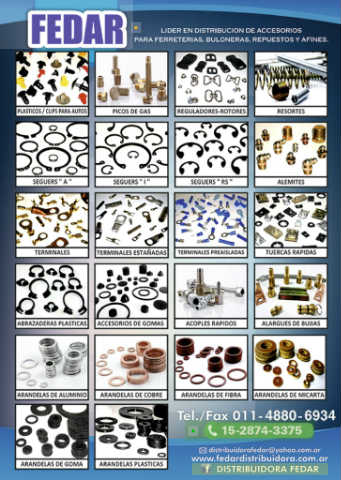 FEDAR
LIDER EN DISTRIBUCION DE ACCESORIOS
PARA FERRETERIAS, BULONERAS, REPUESTOS Y AFINES.
PLASTICOS / CLIPS PARA AUTOS
PICOS DE GAS
REGULADORES-ROTORES
RESORTES
SEGUERS " A "
SEGUERS " I "
SEGUERS " RS "
ALEMITES
TERMINALES
TERMINALES ESTAÑADAS
TERMINALES PREAISLADAS
TUERCAS RAPIDAS
ABRAZADERAS PLASTICAS
ACCESORIOS DE GOMAS
ACOPLES RAPIDOS
ALARGUES DE BUJIAS
ARANDELAS DE ALUMINIO
ARANDELAS DE COBRE
ARANDELAS DE FIBRA
ARANDELAS DE MICARTA
ARANDELAS DE GOMA
ARANDELAS PLASTICAS
Tel./Fax 011-4880-6934
15-2874-3375
distribuidorafedar@yahoo.com.ar
www.fedardistribuidora.com.ar
DISTRIBUIDORA FEDAR